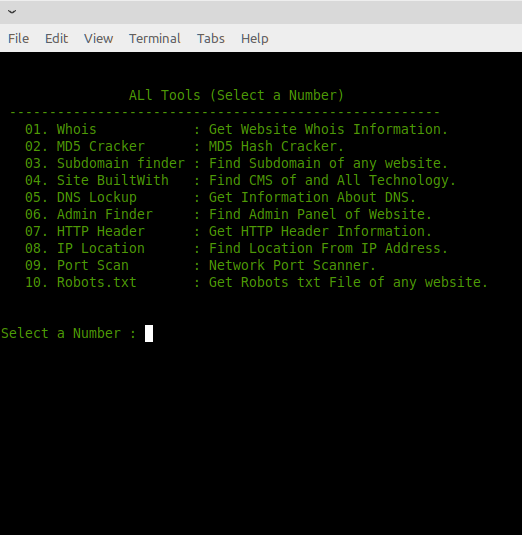 File Edit View Terminal Tabs Help
ALl Tools (Select a Number)
------------------------------------------------------
01. Whois : Get Website Whois Information.
02. MD5 Cracker : MD5 Hash Cracker.
03. Subdomain finder : Find Subdomain of any website.
04. Site BuiltWith : Find CMS of and All Technology.
05. DNS Lockup : Get Information About DNS.
06. Admin Finder : Find Admin Panel of Website.
07. HTTP Header : Get HTTP Header Information.
08. IP Location : Find Location From IP Address.
09. Port Scan : Network Port Scanner.
10. Robots.txt : Get Robots txt File of any website.
Select a Number :